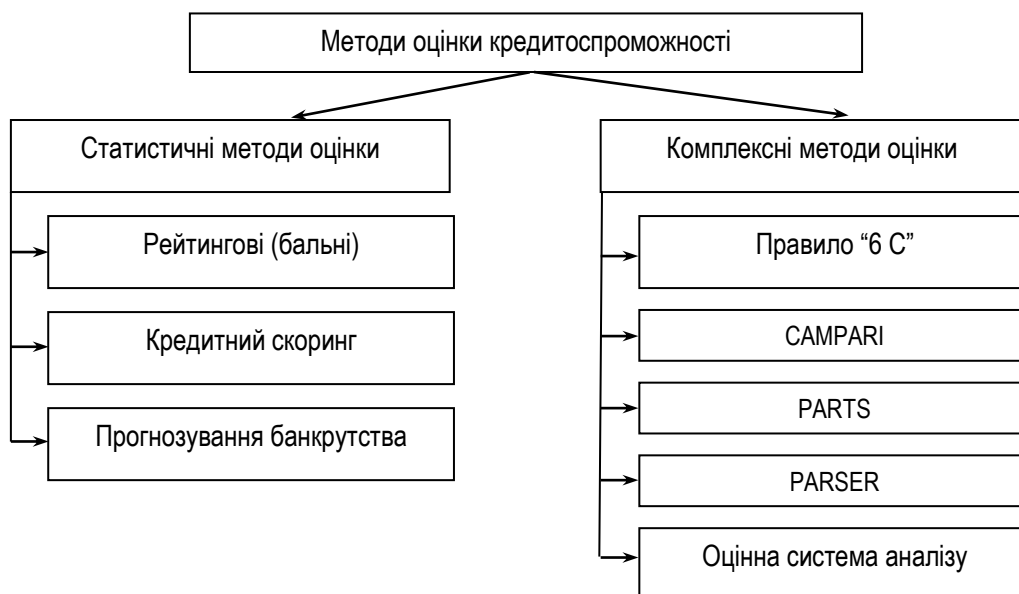 Методи оцінки кредитоспроможності
Статистичні методи оцінки
Рейтингові (бальні)
Кредитний скоринг
Прогнозування банкрутства
Комплексні методи оцінки
Правило “6 С”
CAMPARI
PARTS
PARSER
Оцінна система аналізу